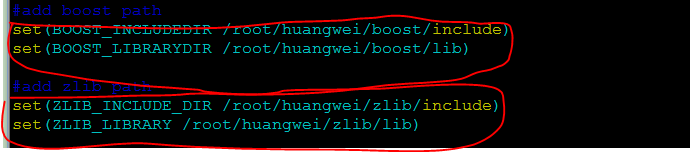 #add boost path
set(BOOST_INCLUDEDIR /root/huangwei/boost/include)
set(BOOST_LIBRARYDIR /root/huangwei/boost/lib)
#add zlib path
set(ZLIB_INCLUDE_DIR /root/huangwei/zlib/include)
set(ZLIB_LIBRARY /root/huangwei/zlib/lib)